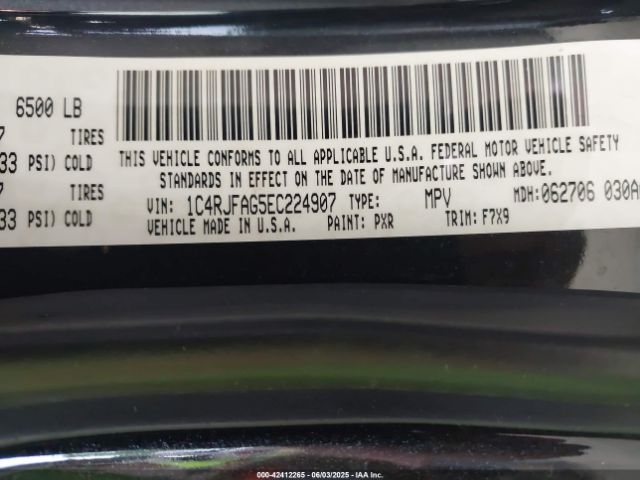 6500 LB
7 TIRES
33 PSI) COLD
7 TIRES
33 PSI) COLD
THIS VEHICLE CONFORMS TO ALL APPLICABLE U.S.A. FEDERAL MOTOR VEHICLE SAFETY
STANDARDS IN EFFECT ON THE DATE OF MANUFACTURE SHOWN ABOVE.
VIN: 1C4RJFAG5EC224907 TYPE: MPV MDH:062706 030A
VEHICLE MADE IN U.S.A. PAINT: PXR TRIM: F7X9
000-42412265 - 06/03/2025 - IAA Inc.